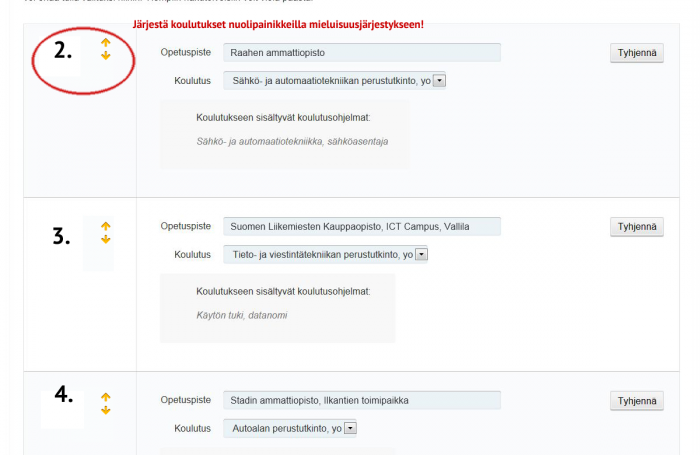 Järjestä koulutukset nuolipainikkeilla mieluisuusjärjestykseen!
2.
Opetuspiste Raahen ammattiopisto Tyhjennä
Koulutus Sähkö- ja automaatiotekniikan perustutkinto, yo
Koulutukseen sisältyvät koulutusohjelmat:
Sähkö- ja automaatiotekniikka, sähköasentaja
3.
Opetuspiste Suomen Liikemiesten Kauppaopisto, ICT Campus, Vallila Tyhjennä
Koulutus Tieto- ja viestintätekniikan perustutkinto, yo
Koulutukseen sisältyvät koulutusohjelmat:
Käytön tuki, datanomi
4.
Opetuspiste Stadin ammattiopisto, Ilkantien toimipaikka Tyhjennä
Koulutus Autoalan perustutkinto, yo